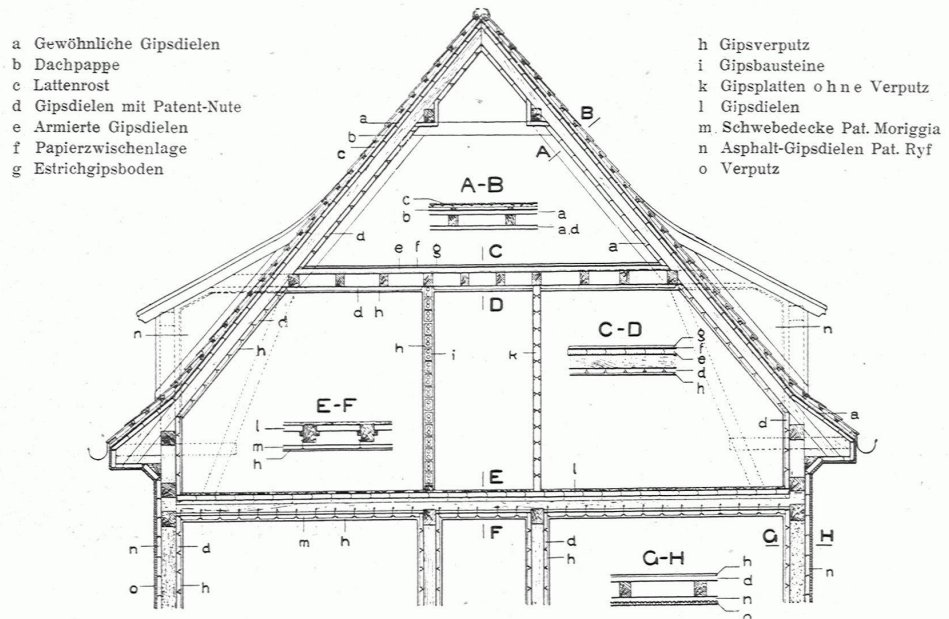 a Gewöhnliche Gipsdielen
b Dachpappe
c Lattenrost
d Gipsdielen mit Patent-Nute
e Armierte Gipsdielen
f Papierzwischenlage
g Estrichgipsboden
h Gipsverputz
i Gipsbausteine
k Gipsplatten ohne Verputz
l Gipsdielen
m Schwebedecke Pat. Moriggia
n Asphalt-Gipsdielen Pat. Ryf
o Verputz
B
a
b
c
A
A-B
c
b
a
a.d
d
e f g
C
a
d h
D
n
d
h
h
i
k
C-D
g
f
e
d
h
n
E-F
l
m
h
d
a
E
l
m h
F
G H
n d
d
h
G-H
h
d
n
o
o h
n